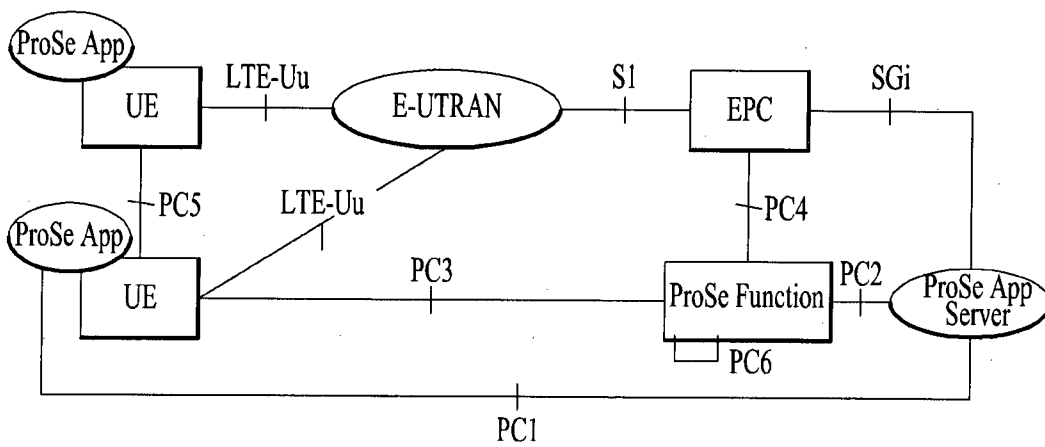 ProSe App
UE
LTE-Uu
E-UTRAN
S1
EPC
SGi
PC5
LTE-Uu
PC4
ProSe App
UE
PC3
ProSe Function
PC2
ProSe App
Server
PC6
PC1